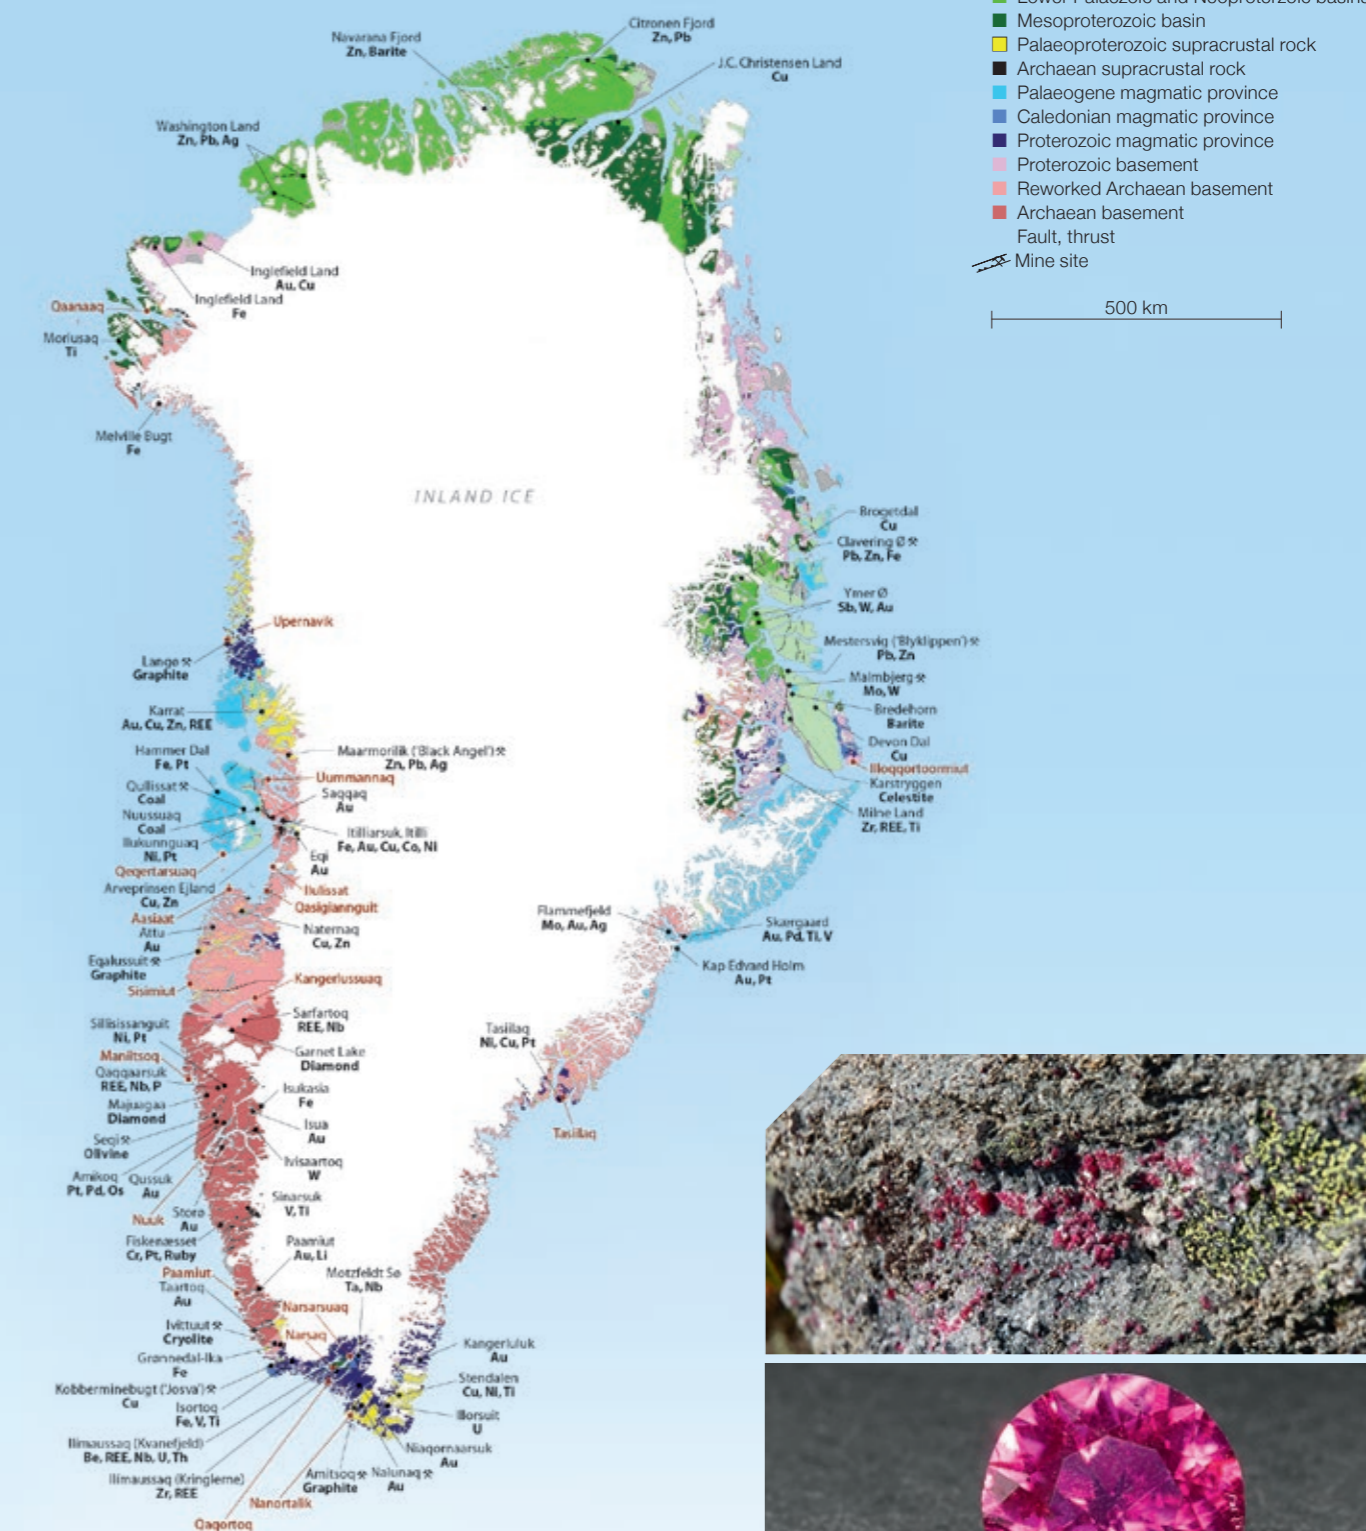 Lower Palaezoic and Neoproterzoic basins
Mesoproterozoic basin
Palaeoproterozoic supracrustal rock
Archaean supracrustal rock
Palaeogene magmatic province
Caledonian magmatic province
Proterozoic magmatic province
Proterozoic basement
Reworked Archaean basement
Archaean basement
Fault, thrust
Mine site
500 km
Citronen Fjord
Zn, Pb
Navarana Fjord
Zn, Barite
J.C. Christensen Land
Cu
Washington Land
Zn, Pb, Ag
Inglefield Land
Au, Cu
Inglefield Land
Fe
Qaanaaq
Moriusaq
Ti
Melville Bugt
Fe
INLAND ICE
Brogetdal
Cu
Clavering Ø
Pb, Zn, Fe
Ymer Ø
Sb, W, Au
Mestersvig ('Blyklippen')
Pb, Zn
Malmbjerg
Mo, W
Bredehorn
Barite
Devon Dal
Cu
Illoqqortoormiut
Karstryggen
Celestite
Milne Land
Zr, REE, Ti
Upernavik
Langø
Graphite
Karrat
Au, Cu, Zn, REE
Hammer Dal
Fe, Pt
Maarmorilik ('Black Angel')
Zn, Pb, Ag
Uummannaq
Qullissat
Coal
Saqqaq
Au
Nuussuaq
Coal
Itilliarsuk, Itilli
Fe, Au, Cu, Co, Ni
Ilukunnguaq
Ni, Pt
Eqi
Au
Qeqertarsuaq
Arveprinsen Ejland
Cu, Zn
Ilulissat
Qasigiannguit
Aasiaat
Attu
Au
Naternaq
Cu, Zn
Eqalussuit
Graphite
Kangerlussuaq
Sisimiut
Flammefjeld
Mo, Au, Ag
Skærgaard
Au, Pd, Ti, V
Kap Edvard Holm
Au, Pt
Sarfartoq
REE, Nb
Sillisissanguit
Ni, Pt
Garnet Lake
Diamond
Maniitsoq
Qaqqaarsuk
REE, Nb, P
Isukasia
Fe
Majuagaa
Diamond
Isua
Au
Seqi
Olivine
Ivisaartoq
W
Amikoq
Pt, Pd, Os
Qussuk
Au
Tasiilaq
Ni, Cu, Pt
Tasiilaq
Nuuk
Storø
Au
Sinarsuk
V, Ti
Fiskenæsset
Cr, Pt, Ruby
Paamiut
Au, Li
Paamiut
Taartoq
Au
Motzfeldt Sø
Ta, Nb
Narsarsuaq
Ivittuut
Cryolite
Narsaq
Grønnedal-Ika
Fe
Kangerluluk
Au
Kobberminebugt ('Josva')
Cu
Stendalen
Cu, Ni, Ti
Isortoq
Fe, V, Ti
Illorsuit
U
Ilimaussaq (Kvanefjeld)
Be, REE, Nb, U, Th
Niaqornaarsuk
Au
Ilimaussaq (Kringlerne)
Zr, REE
Amitsoq
Graphite
Nalunaq
Au
Nanortalik
Qaqortoq